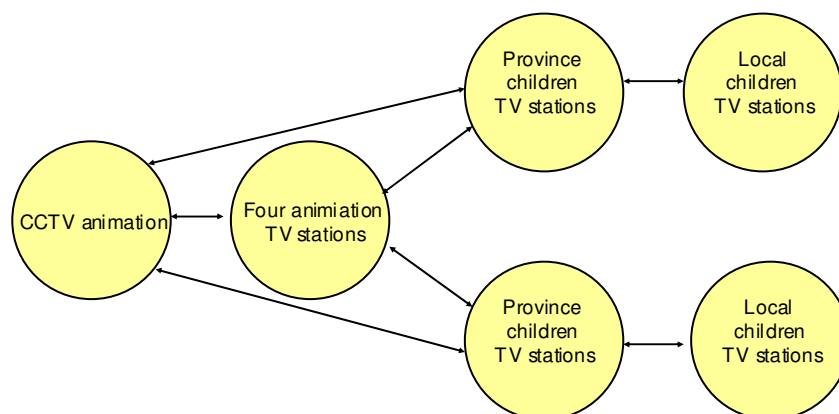 Province
children
TV stations
Local
children
TV stations
CCTV animation
Four animiation
TV stations
Province
children
TV stations
Local
children
TV stations